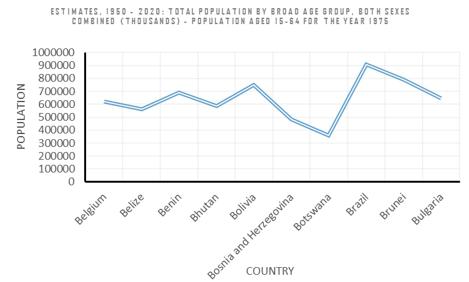 ESTIMATES, 1950 - 2020: TOTAL POPULATION BY BROAD AGE GROUP, BOTH SEXES
COMBINED (THOUSANDS) - POPULATION AGED 15-64 FOR THE YEAR 1975
1000000
900000
800000
700000
600000
500000
400000
300000
200000
100000
0
POPULATION
Belgium
Belize
Benin
Bhutan
Bolivia
Bosnia and Herzegovina
Botswana
Brazil
Brunei
Bulgaria
COUNTRY